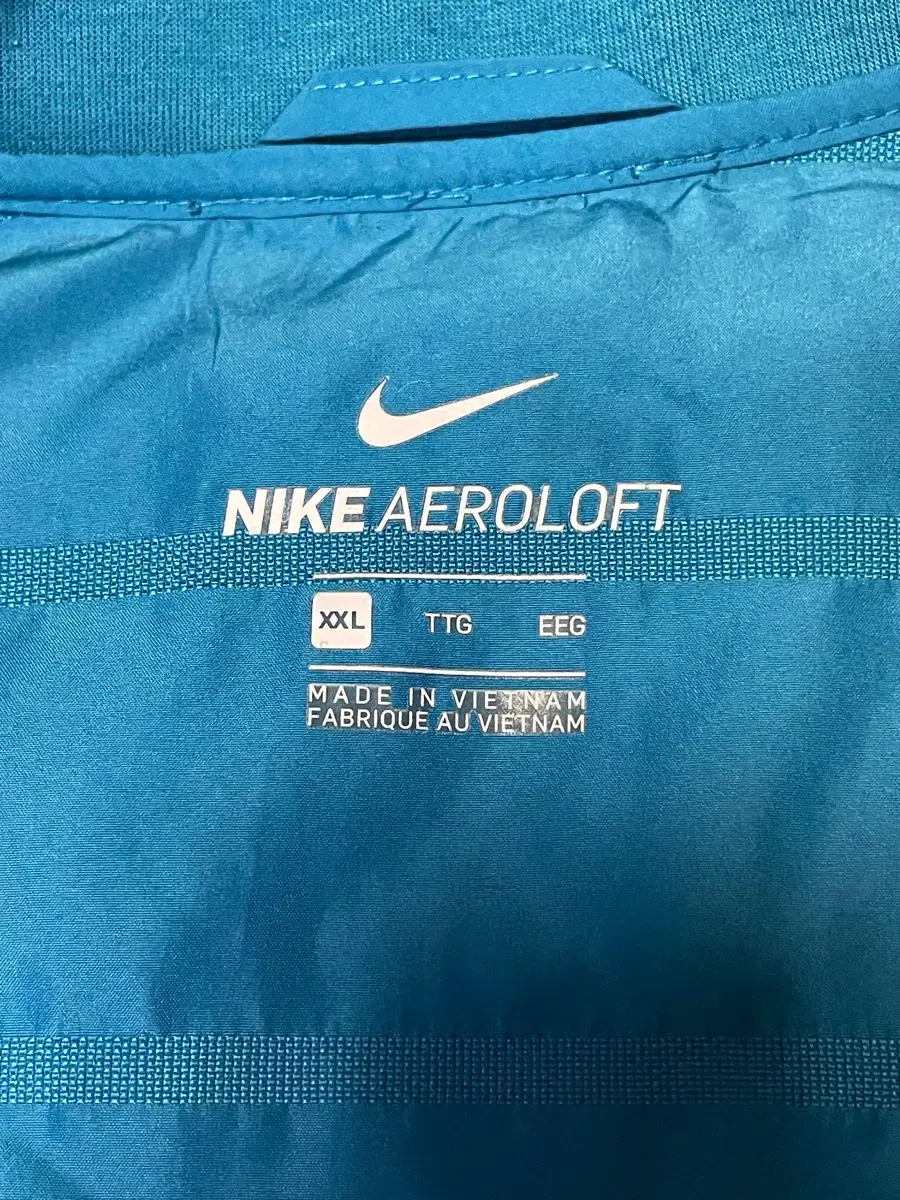 NIKE AEROLOFT
XXL TTG EEG
MADE IN VIETNAM
FABRIQUE AU VIETNAM